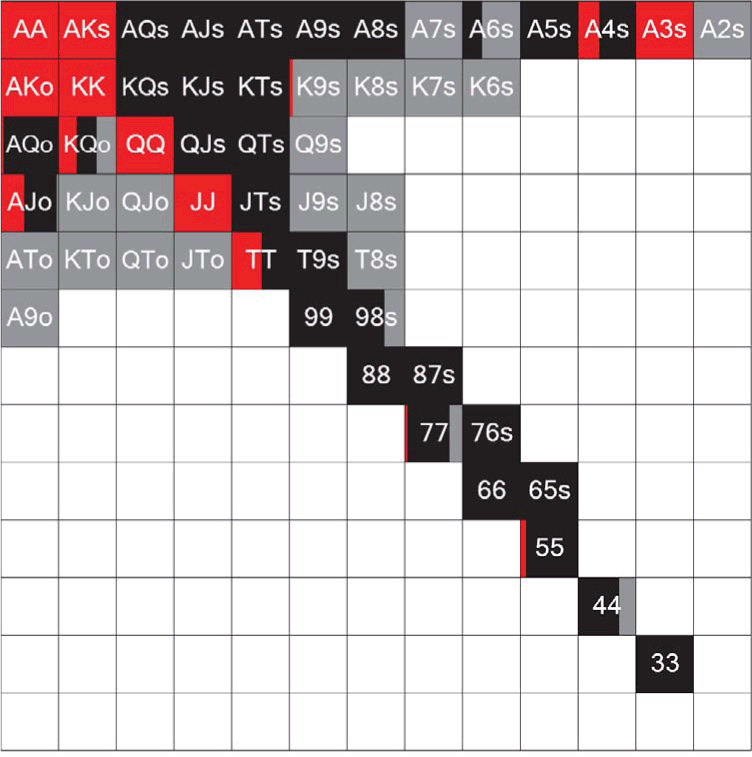 AA AKs AQs AJs ATs A9s A8s A7s A6s A5s A4s A3s A2s
AKo KK KQs KJs KTs K9s K8s K7s K6s
AQo KQo QQ QJs QTs Q9s
AJo KJo QJo JJ JTs J9s J8s
ATo KTo QTo JTo TT T9s T8s
A9o 99 98s
88 87s
77 76s
66 65s
55
44
33